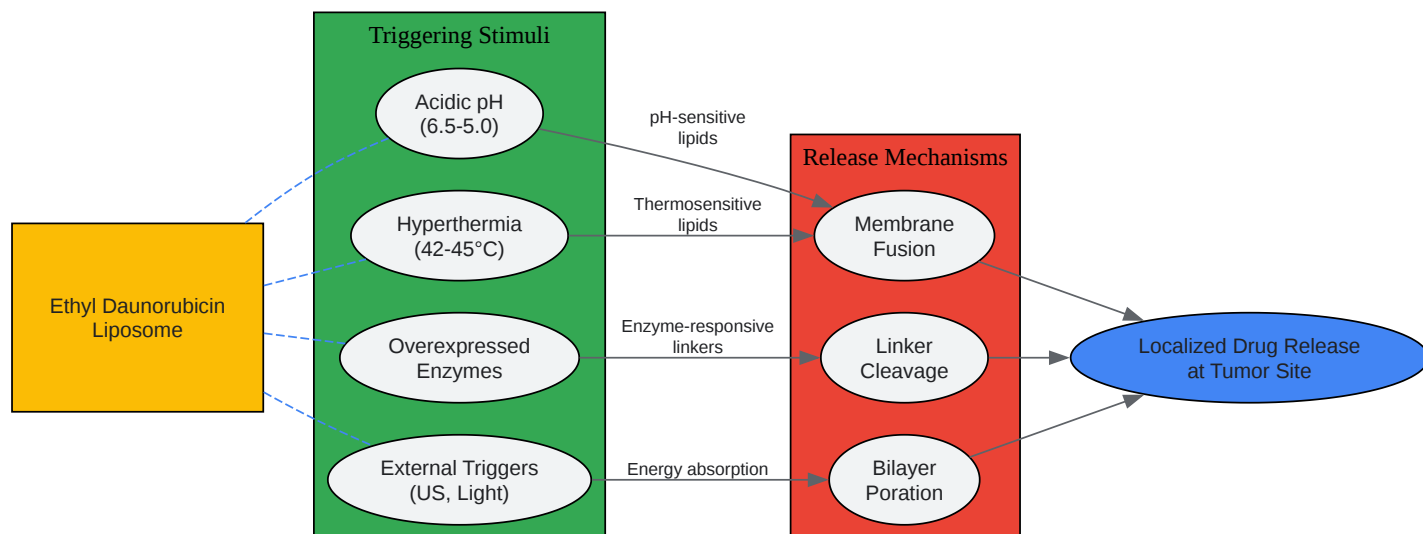 Ethyl Daunorubicin
Liposome
Triggering Stimuli
Acidic pH
(6.5-5.0)
Hyperthermia
(42-45°C)
Overexpressed
Enzymes
External Triggers
(US, Light)
pH-sensitive
lipids
Thermosensitive
lipids
Enzyme-responsive
linkers
Energy absorption
Release Mechanisms
Membrane
Fusion
Linker
Cleavage
Bilayer
Poration
Localized Drug Release
at Tumor Site